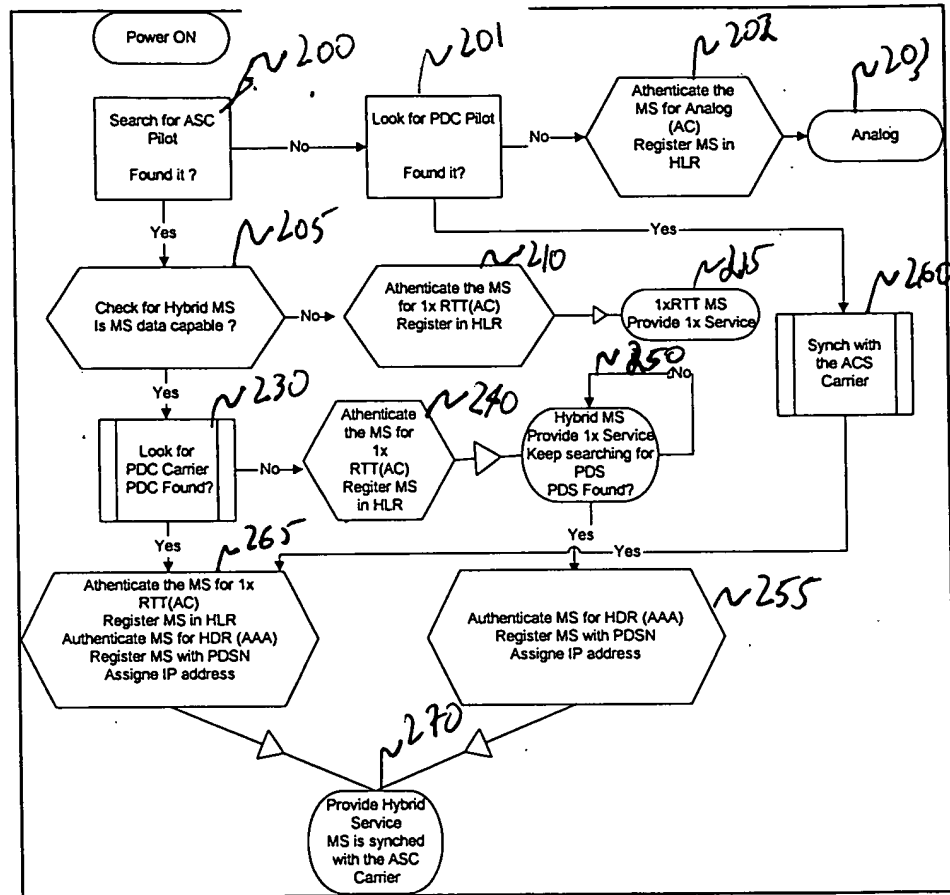 Power ON
~200
~201
~202
~203
Search for ASC
Pilot
Found it ?
No
Look for PDC Pilot
Found it?
No
Athenticate the
MS for Analog
(AC)
Register MS in
HLR
Analog
Yes
Yes
~205
~210
~215
~260
Check for Hybrid MS
Is MS data capable ?
No
Athenticate the MS
for 1x RTT(AC)
Register in HLR
1xRTT MS
Provide 1x Service
Synch with
the ACS
Carrier
Yes
~230
~240
~250
No
Look for
PDC Carrier
PDC Found?
No
Athenticate
the MS for
1x
RTT(AC)
Regiter MS
in HLR
Hybrid MS
Provide 1x Service
Keep searching for
PDS
PDS Found?
Yes
Yes
Yes
~265
~255
Athenticate the MS for 1x
RTT(AC)
Register MS in HLR
Authenticate MS for HDR (AAA)
Register MS with PDSN
Assigne IP address
Authenticate MS for HDR (AAA)
Register MS with PDSN
Assigne IP address
~270
Provide Hybrid
Service
MS is synched
with the ASC
Carrier